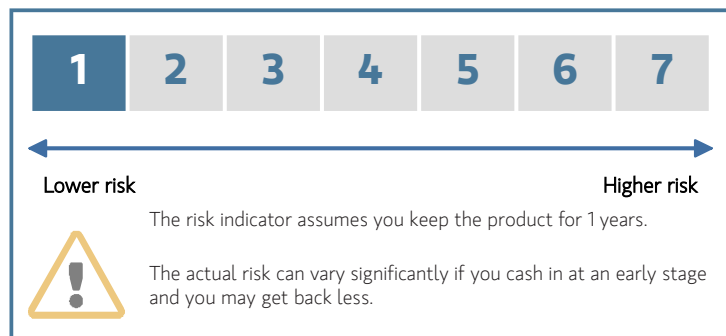 1 2 3 4 5 6 7
Lower risk Higher risk
The risk indicator assumes you keep the product for 1 years.
The actual risk can vary significantly if you cash in at an early stage
and you may get back less.